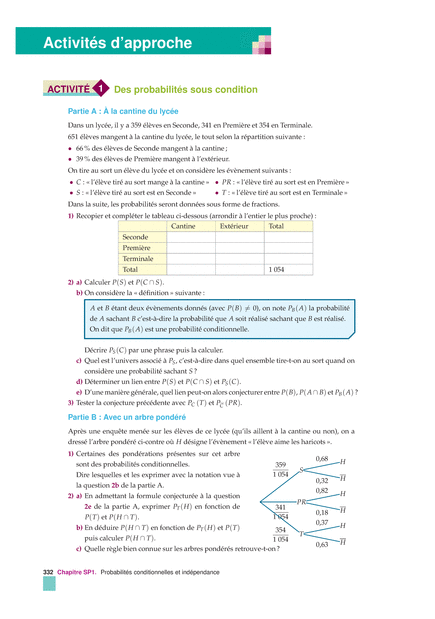 Activités d'approche
ACTIVITÉ 1 Des probabilités sous condition
Partie A : À la cantine du lycée
Dans un lycée, il y a 359 élèves en Seconde, 341 en Première et 354 en Terminale.
651 élèves mangent à la cantine du lycée, le tout selon la répartition suivante :
• 66 % des élèves de Seconde mangent à la cantine ;
• 39 % des élèves de Première mangent à l'extérieur.
On tire au sort un élève du lycée et on considère les évènements suivants :
• C : « l'élève tiré au sort mange à la cantine » • PR : « l'élève tiré au sort est en Première »
• S : « l'élève tiré au sort est en Seconde » • T : « l'élève tiré au sort est en Terminale »
Dans la suite, les probabilités seront données sous forme de fractions.
1) Recopier et compléter le tableau ci-dessous (arrondir à l'entier le plus proche) :
Cantine Extérieur Total
Seconde
Première
Terminale
Total 1 054
2) a) Calculer P(S) et P(C ∩ S).
b) On considère la « définition » suivante :
A et B étant deux évènements donnés (avec P(B) ≠ 0), on note P_B(A) la probabilité
de A sachant B c'est-à-dire la probabilité que A soit réalisé sachant que B est réalisé.
On dit que P_B(A) est une probabilité conditionnelle.
Décrire P_S(C) par une phrase puis la calculer.
c) Quel est l'univers associé à P_S, c'est-à-dire dans quel ensemble tire-t-on au sort quand on
considère une probabilité sachant S ?
d) Déterminer un lien entre P(S) et P(C ∩ S) et P_S(C).
e) D'une manière générale, quel lien peut-on alors conjecturer entre P(B), P(A ∩ B) et P_B(A) ?
3) Tester la conjecture précédente avec P_C̅(T) et P_C̅(PR).
Partie B : Avec un arbre pondéré
Après une enquête menée sur les élèves de ce lycée (qu'ils aillent à la cantine ou non), on a
dressé l'arbre pondéré ci-contre où H désigne l'évènement « l'élève aime les haricots ».
1) Certaines des pondérations présentes sur cet arbre
sont des probabilités conditionnelles.
Dire lesquelles et les exprimer avec la notation vue à
la question 2b de la partie A.
2) a) En admettant la formule conjecturée à la question
2e de la partie A, exprimer P_T(H) en fonction de
P(T) et P(H ∩ T).
b) En déduire P(H ∩ T) en fonction de P_T(H) et P(T)
puis calculer P(H ∩ T).
c) Quelle règle bien connue sur les arbres pondérés retrouve-t-on ?
359
1 054
S
0,68
H
0,32
H̅
341
1 054
PR
0,82
H
0,18
H̅
354
1 054
T
0,37
H
0,63
H̅
332 Chapitre SP1. Probabilités conditionnelles et indépendance